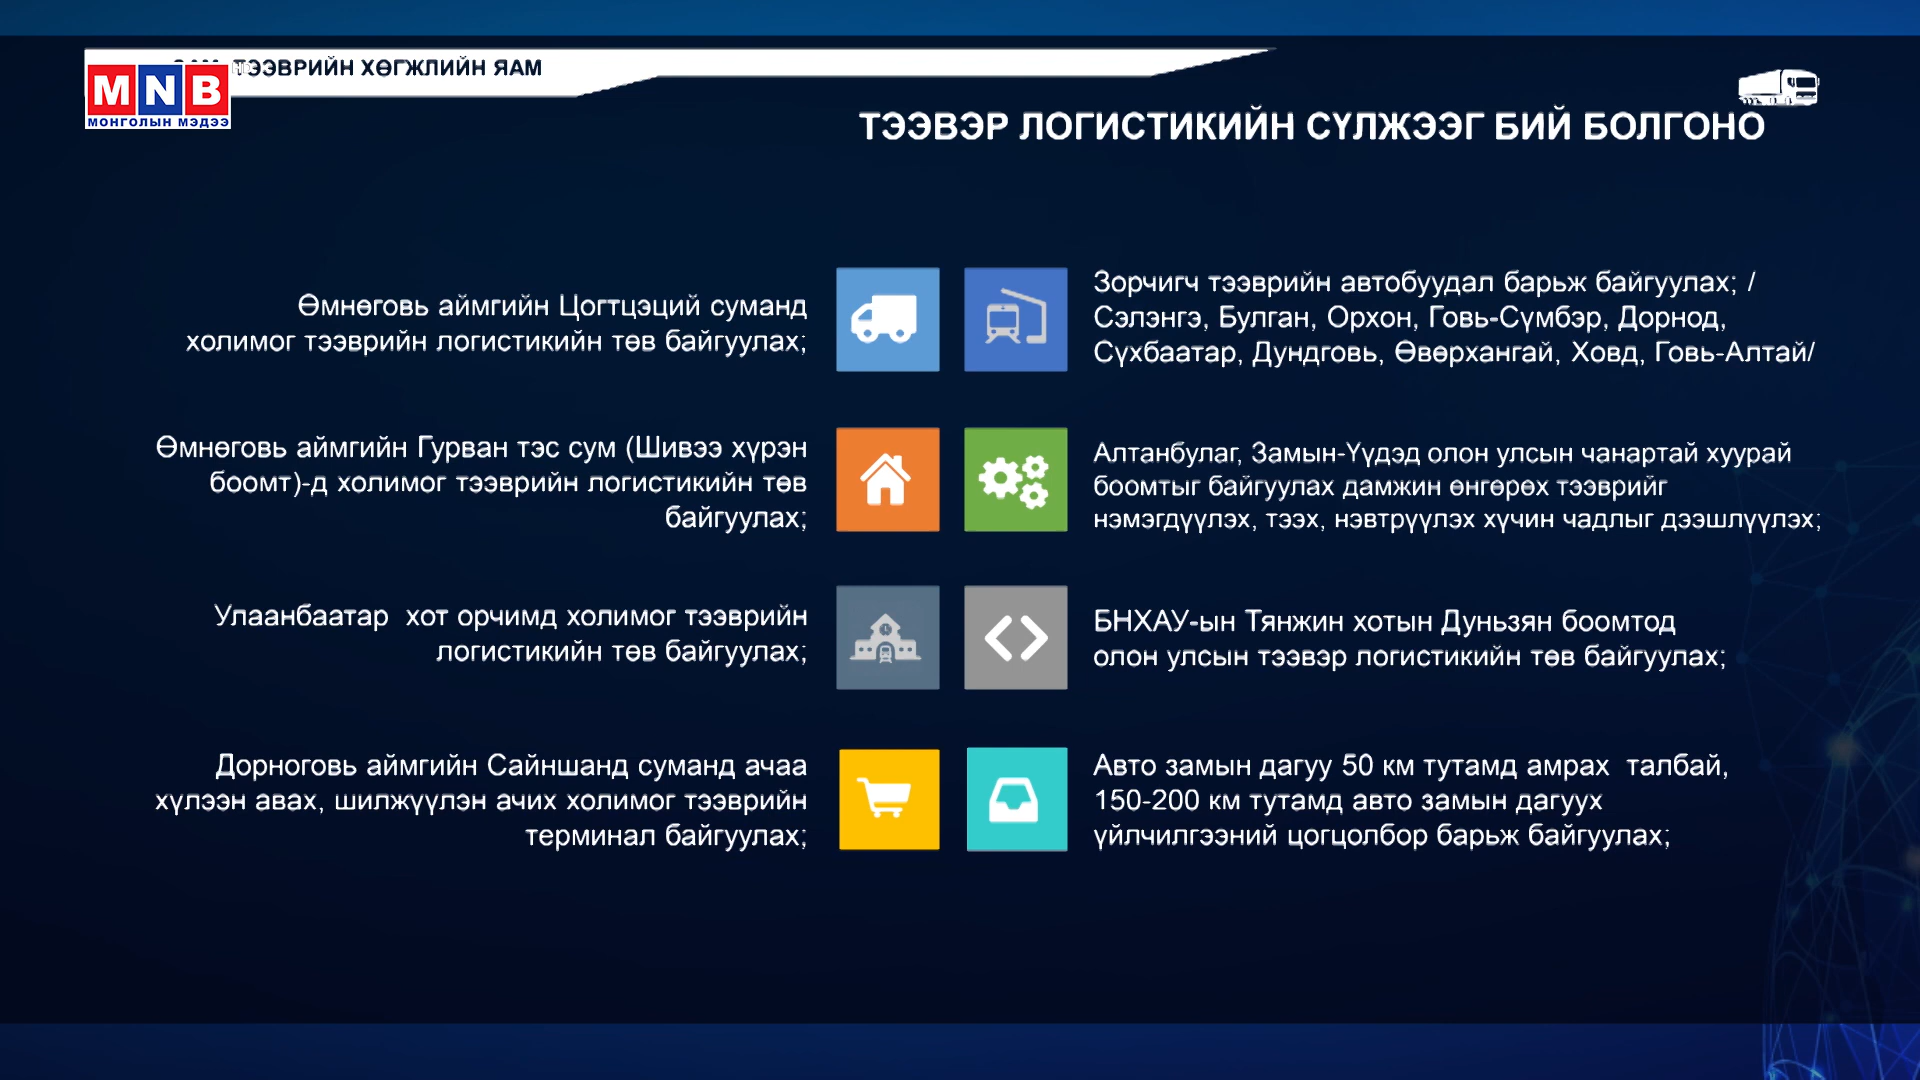 ТЭЭВРИЙН ХӨГЖЛИЙН ЯАМ
MNB
МОНГОЛЫН МЭДЭЭ
ТЭЭВЭР ЛОГИСТИКИЙН СҮЛЖЭЭГ БИЙ БОЛГОНО
Өмнөговь аймгийн Цогтцэций суманд
холимог тээврийн логистикийн төв байгуулах;
Зорчигч тээврийн автобуудал барьж байгуулах; /
Сэлэнгэ, Булган, Орхон, Говь-Сүмбэр, Дорнод,
Сүхбаатар, Дундговь, Өвөрхангай, Ховд, Говь-Алтай/
Өмнөговь аймгийн Гурван тэс сум (Шивээ хүрэн
боомт)-д холимог тээврийн логистикийн төв
байгуулах;
Алтанбулаг, Замын-Үүдэд олон улсын чанартай хуурай
боомтыг байгуулах дамжин өнгөрөх тээврийг
нэмэгдүүлэх, тээх, нэвтрүүлэх хүчин чадлыг дээшлүүлэх;
Улаанбаатар хот орчимд холимог тээврийн
логистикийн төв байгуулах;
БНХАУ-ын Тянжин хотын Дуньзян боомтод
олон улсын тээвэр логистикийн төв байгуулах;
Дорноговь аймгийн Сайншанд суманд ачаа
хүлээн авах, шилжүүлэн ачих холимог тээврийн
терминал байгуулах;
Авто замын дагуу 50 км тутамд амрах талбай,
150-200 км тутамд авто замын дагуух
үйлчилгээний цогцолбор барьж байгуулах;